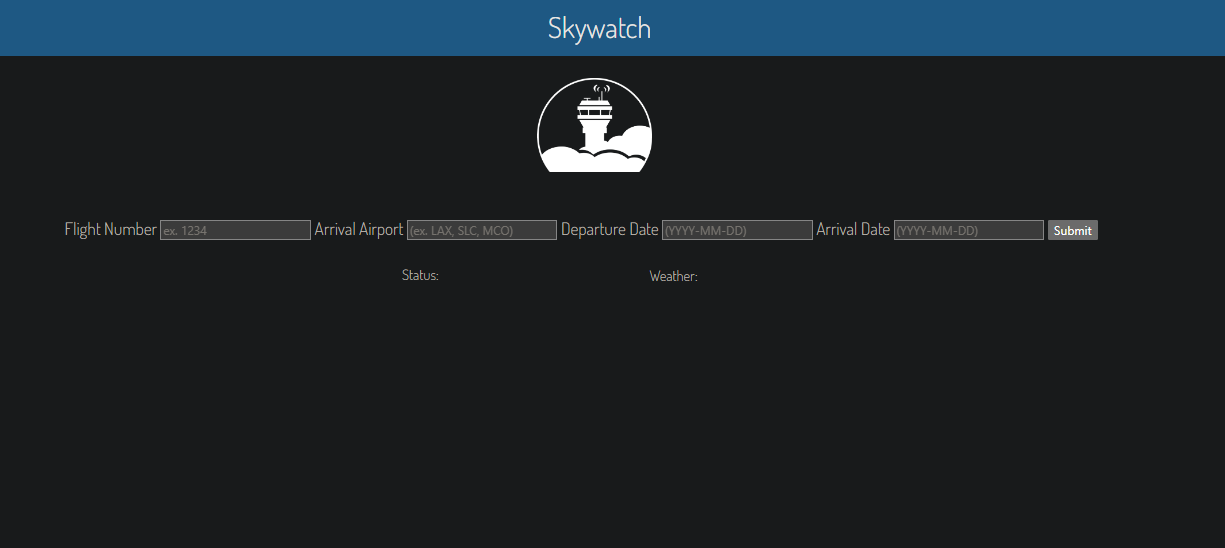 Skywatch
Flight Number ex. 1234 Arrival Airport (ex. LAX, SLC, MCO) Departure Date (YYYY-MM-DD) Arrival Date (YYYY-MM-DD) Submit
Status: Weather: